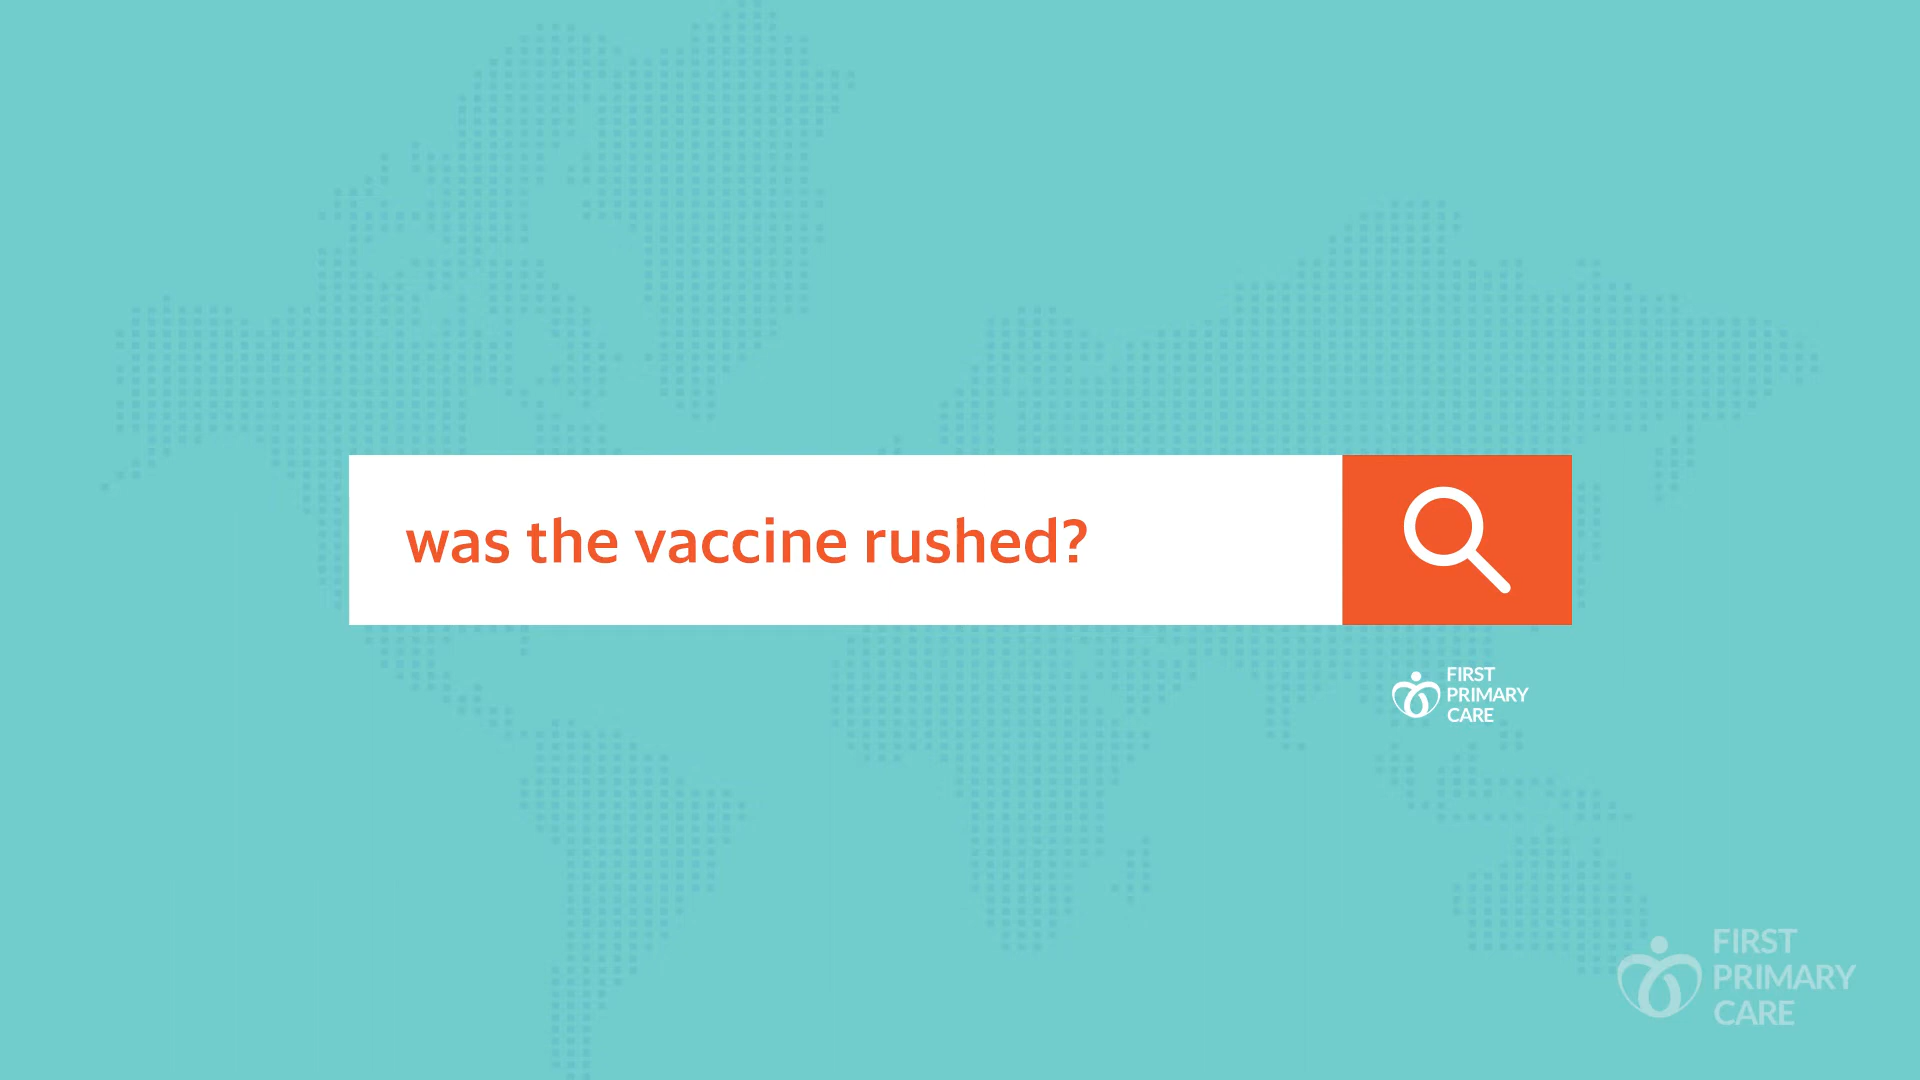 was the vaccine rushed?
FIRST
PRIMARY
CARE
FIRST
PRIMARY
CARE